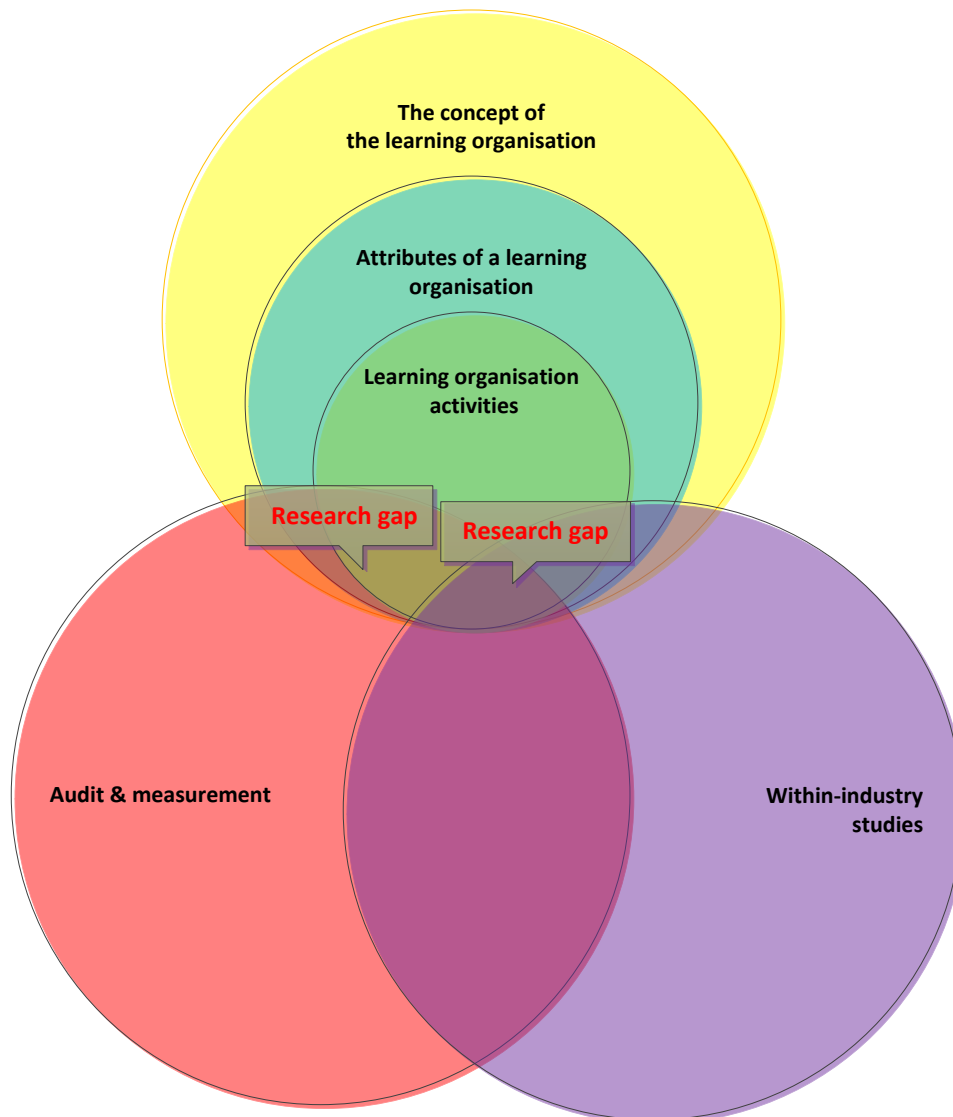 The concept of
the learning organisation
Attributes of a learning
organisation
Learning organisation
activities
Research gap
Research gap
Audit & measurement
Within-industry
studies